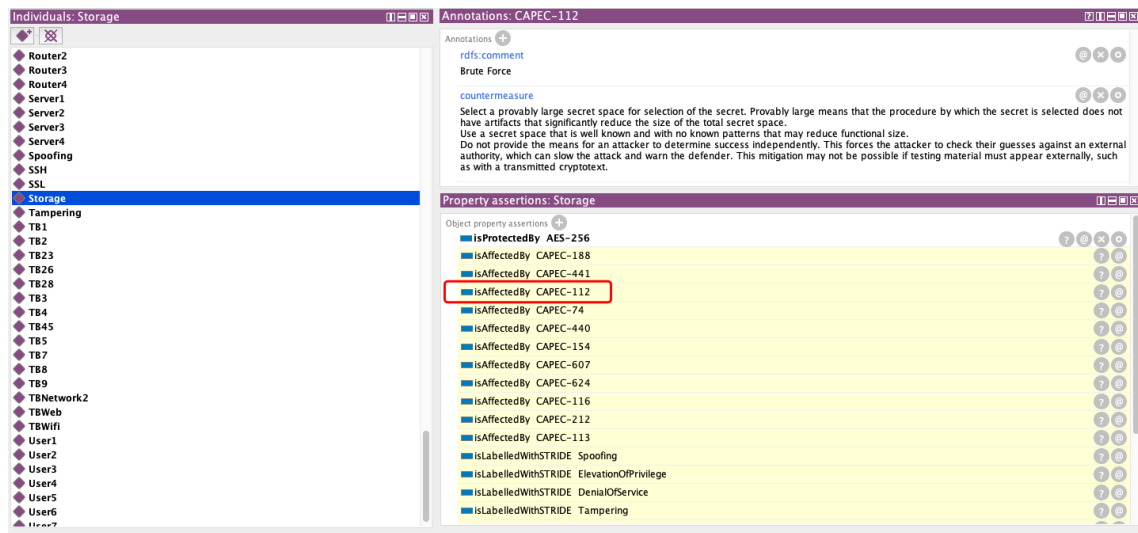 Individuals: Storage
Router2
Router3
Router4
Server1
Server2
Server3
Server4
Spoofing
SSH
SSL
Storage
Tampering
TB1
TB2
TB23
TB26
TB28
TB3
TB4
TB45
TB5
TB7
TB8
TB9
TBNetwork2
TBWeb
TBWifi
User1
User2
User3
User4
User5
User6
User7
Annotations: CAPEC-112
Annotations
rdfs:comment
Brute Force
countermeasure
Select a provably large secret space for selection of the secret. Provably large means that the procedure by which the secret is selected does not
have artifacts that significantly reduce the size of the total secret space.
Use a secret space that is well known and with no known patterns that may reduce functional size.
Do not provide the means for an attacker to determine success independently. This forces the attacker to check their guesses against an external
authority, which can slow the attack and warn the defender. This mitigation may not be possible if testing material must appear externally, such
as with a transmitted cryptotext.
Property assertions: Storage
Object property assertions
isProtectedBy AES-256
isAffectedBy CAPEC-188
isAffectedBy CAPEC-441
isAffectedBy CAPEC-112
isAffectedBy CAPEC-74
isAffectedBy CAPEC-440
isAffectedBy CAPEC-154
isAffectedBy CAPEC-607
isAffectedBy CAPEC-624
isAffectedBy CAPEC-116
isAffectedBy CAPEC-212
isAffectedBy CAPEC-113
isLabelledWithSTRIDE Spoofing
isLabelledWithSTRIDE ElevationOfPrivilege
isLabelledWithSTRIDE DenialOfService
isLabelledWithSTRIDE Tampering